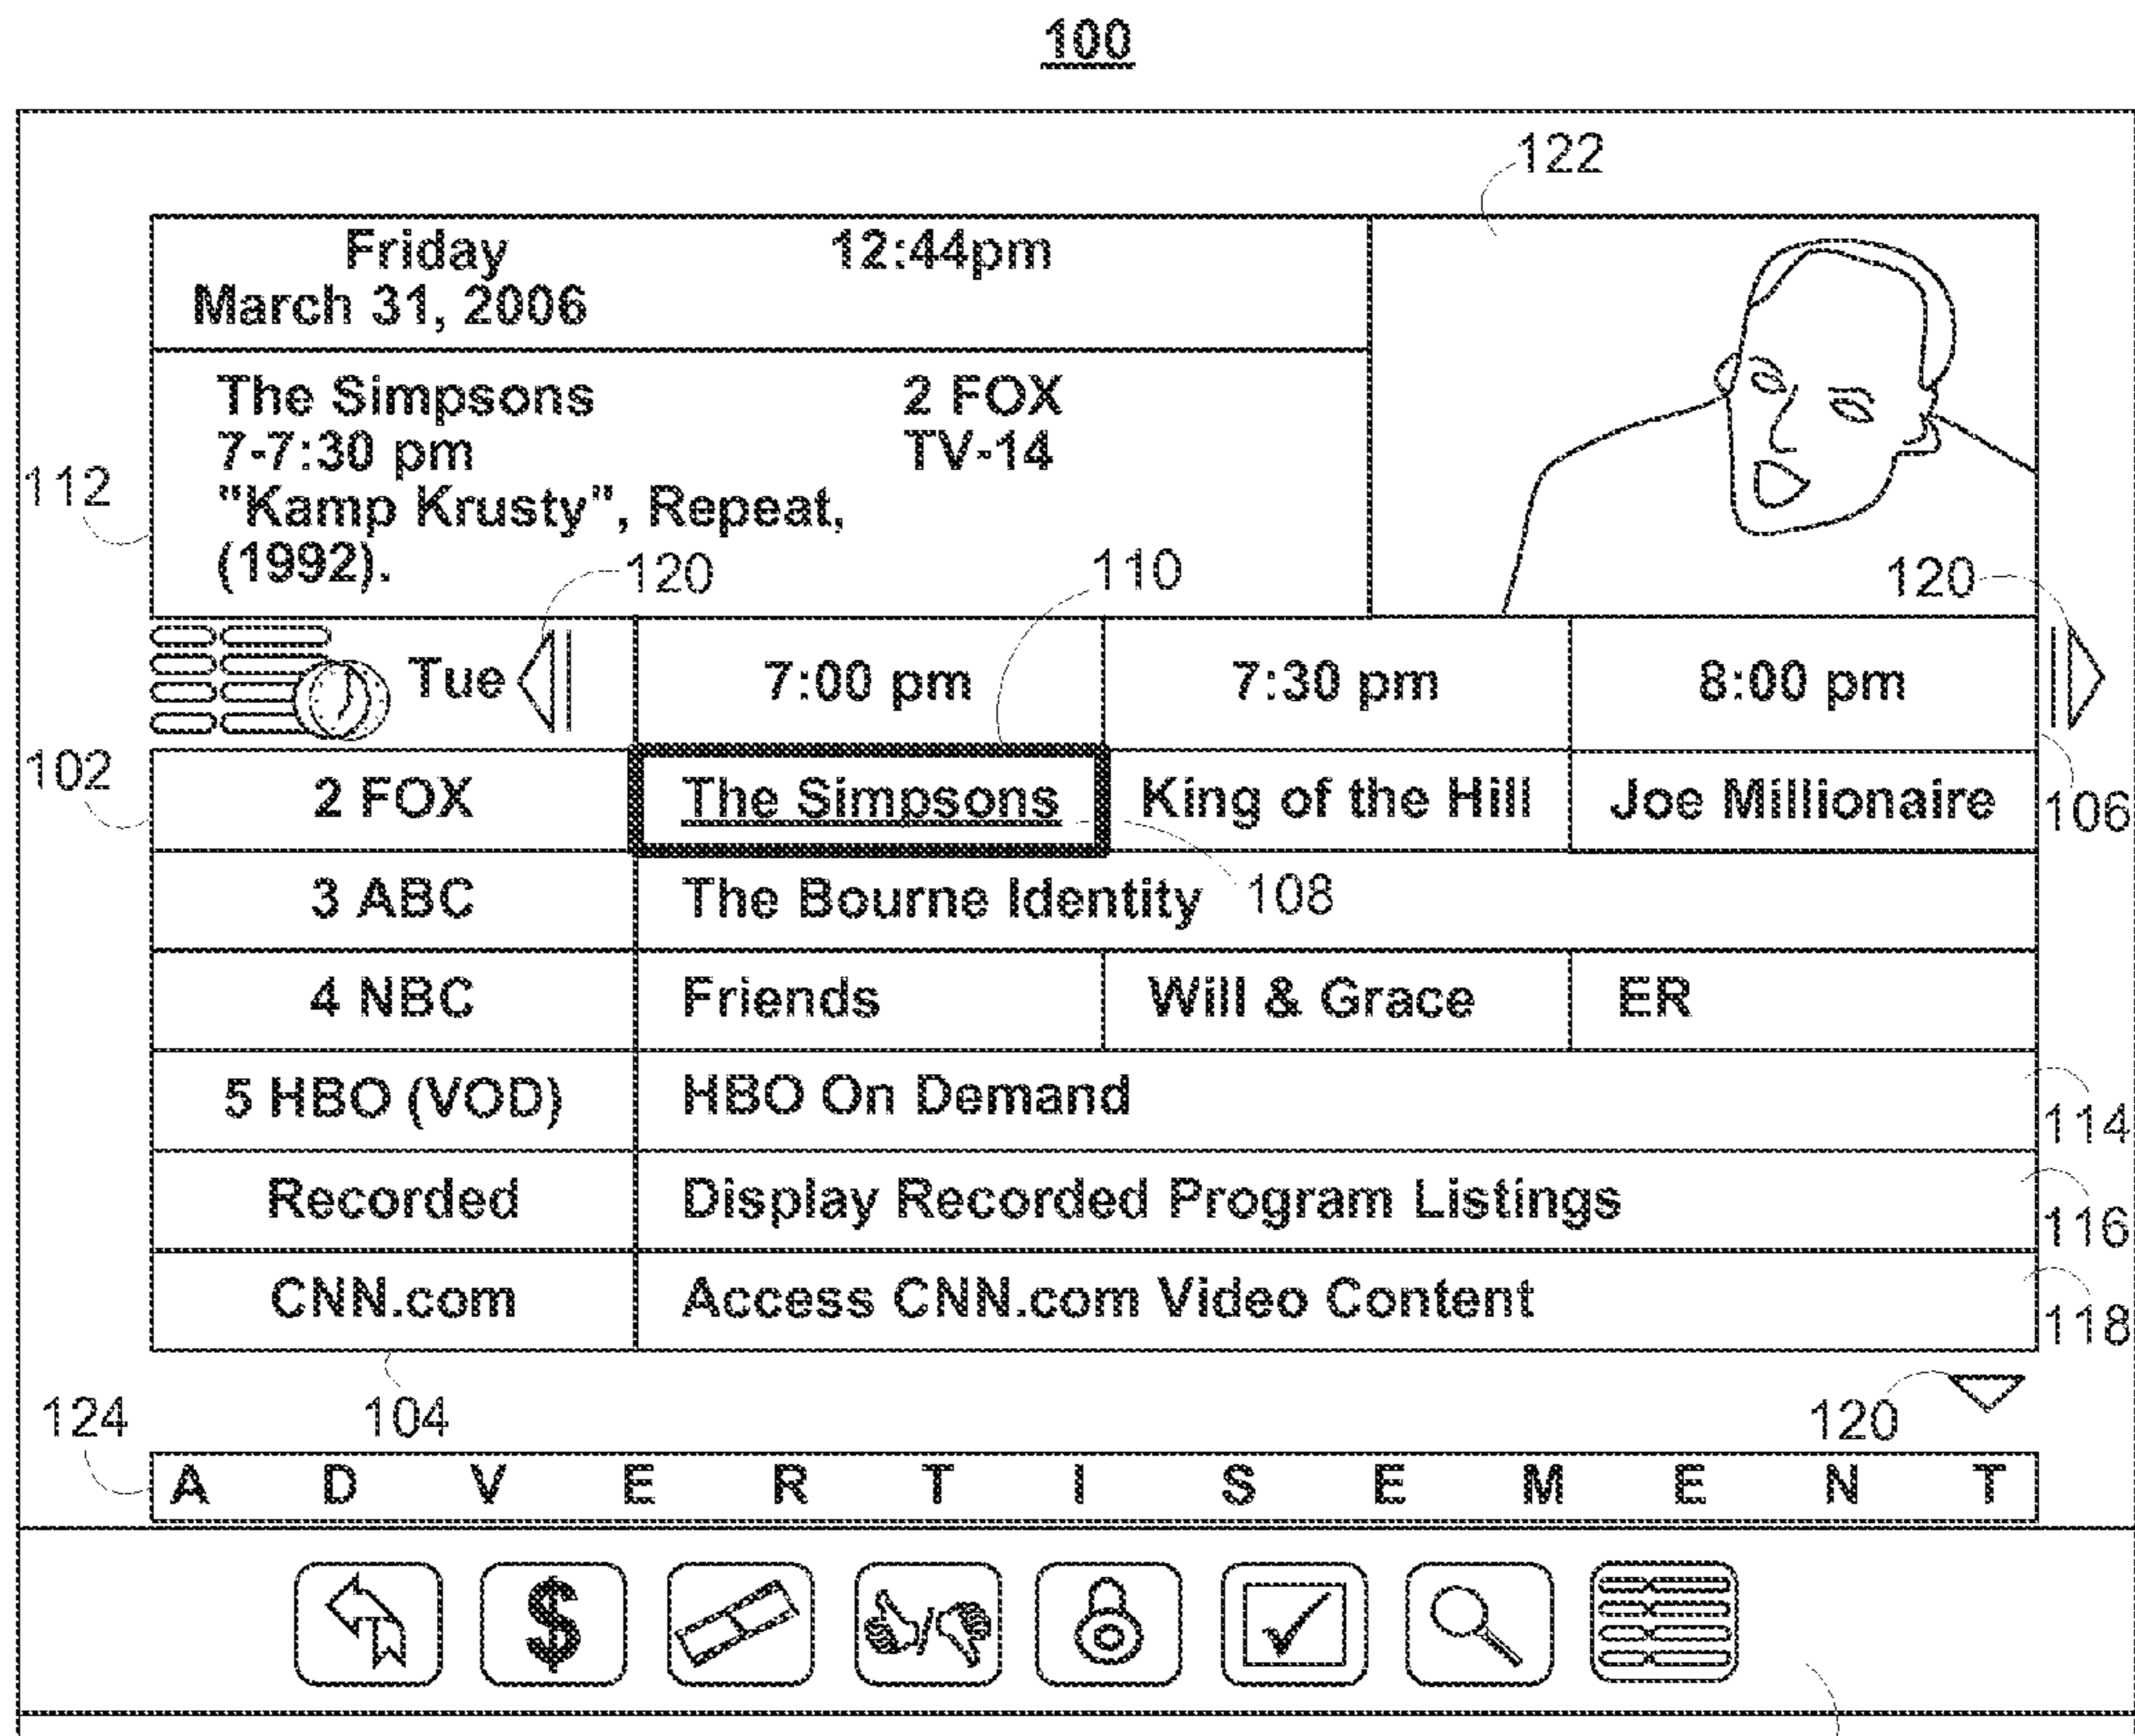 100
122
Friday 12:44pm
March 31, 2006
The Simpsons 2 FOX
7-7:30 pm TV-14
112
"Kamp Krusty", Repeat,
(1992).
120 110 120
Tue 7:00 pm 7:30 pm 8:00 pm
102
2 FOX The Simpsons King of the Hill Joe Millionaire
106
3 ABC The Bourne Identity 108
4 NBC Friends Will & Grace ER
5 HBO (VOD) HBO On Demand
114
Recorded Display Recorded Program Listings
116
CNN.com Access CNN.com Video Content
118
124 104 120
A D V E R T I S E M E N T
$